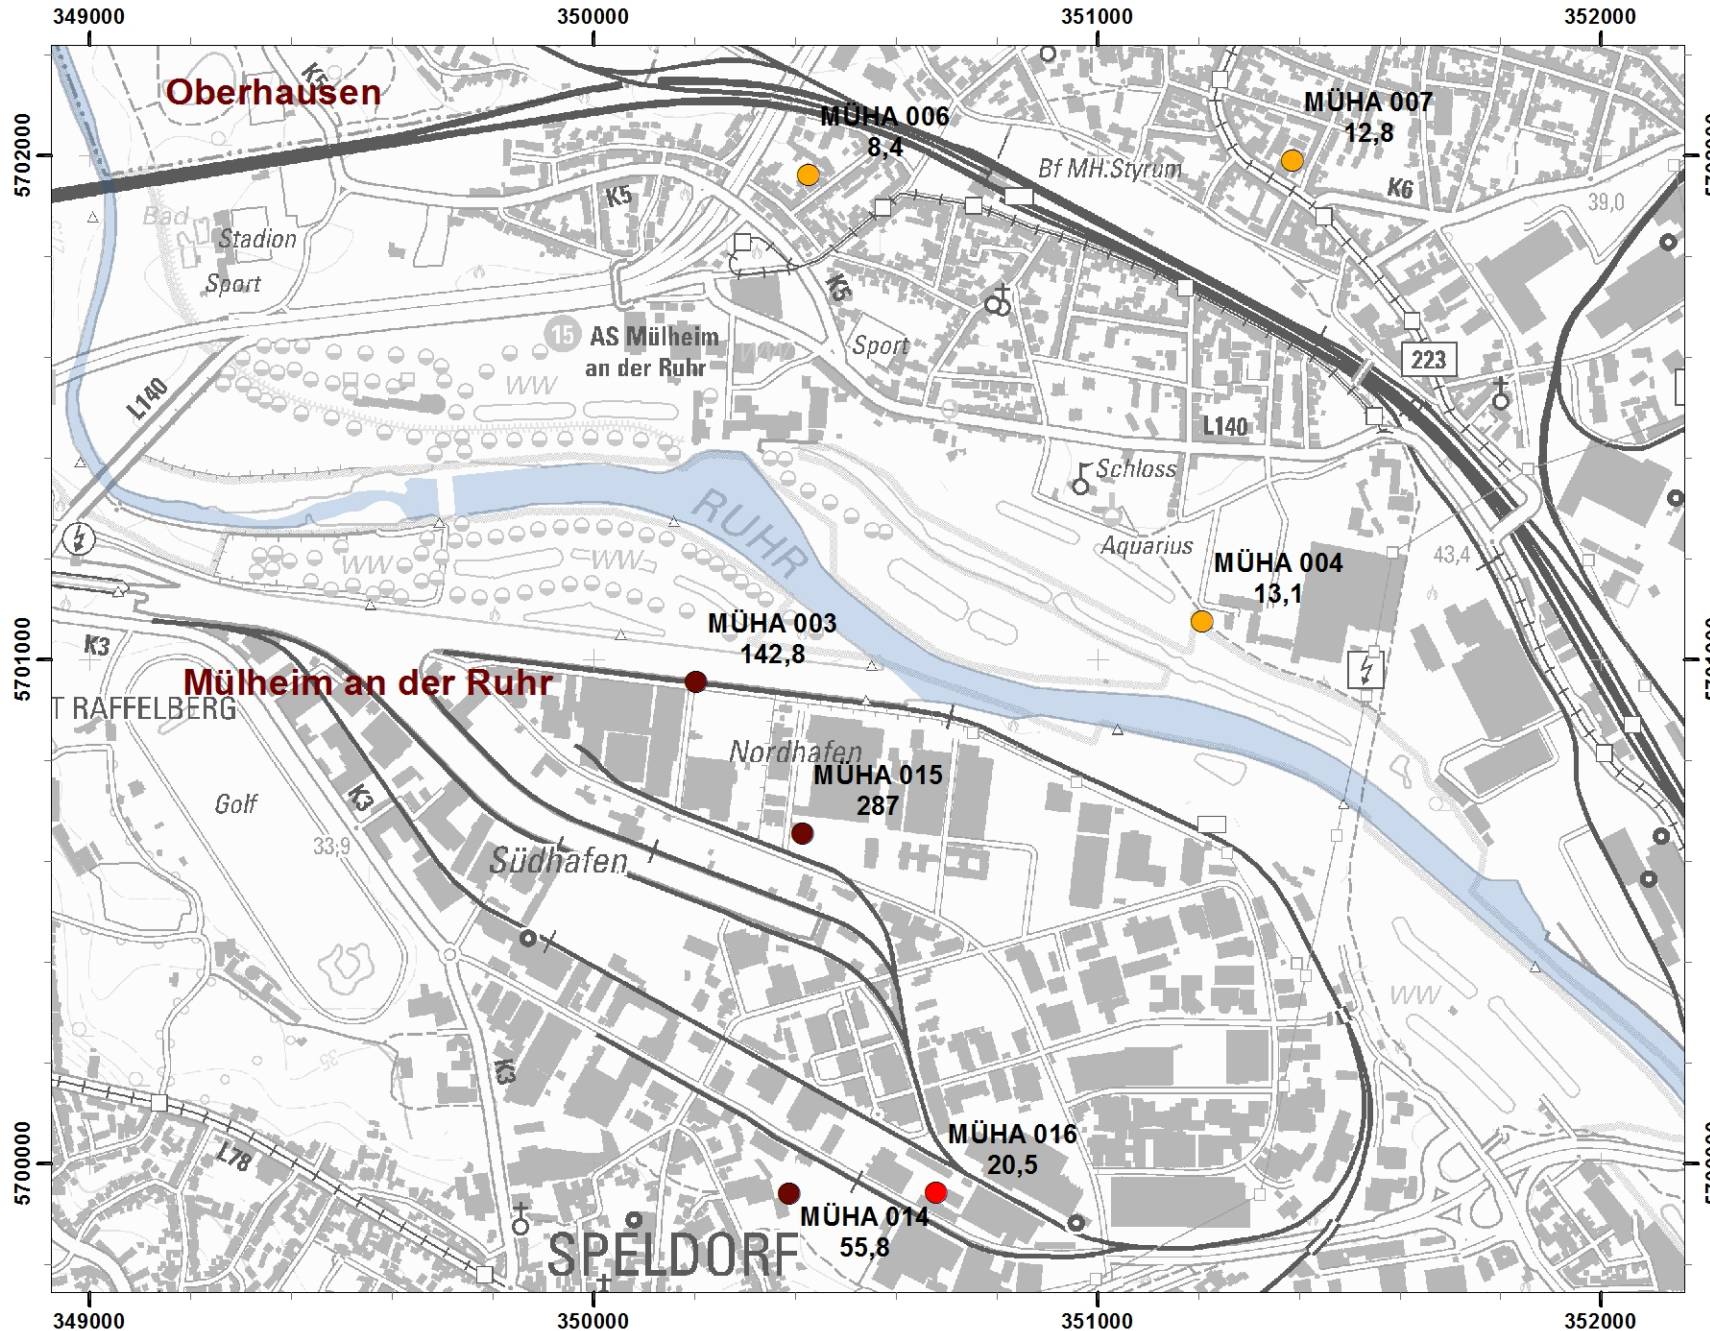 349000
350000
351000
352000
Oberhausen
K5
MÜHA 006
8,4
MÜHA 007
12,8
5702000
Bf MH.Styrum
K5
K6
39,0
Bad
Stadion
Sport
K5
15
AS Mülheim
an der Ruhr
WW
Sport
223
L140
WW
L140
Schloss
RUHR
Aquarius
43,4
WW
WW
MÜHA 004
13,1
MÜHA 003
142,8
5701000
K3
Mülheim an der Ruhr
T RAFFELBERG
Nordhafen
MÜHA 015
287
Golf
K3
33,9
Südhafen
WW
35
K3
5700000
L78
MÜHA 016
20,5
MÜHA 014
55,8
SPELDORF
349000
350000
351000
352000